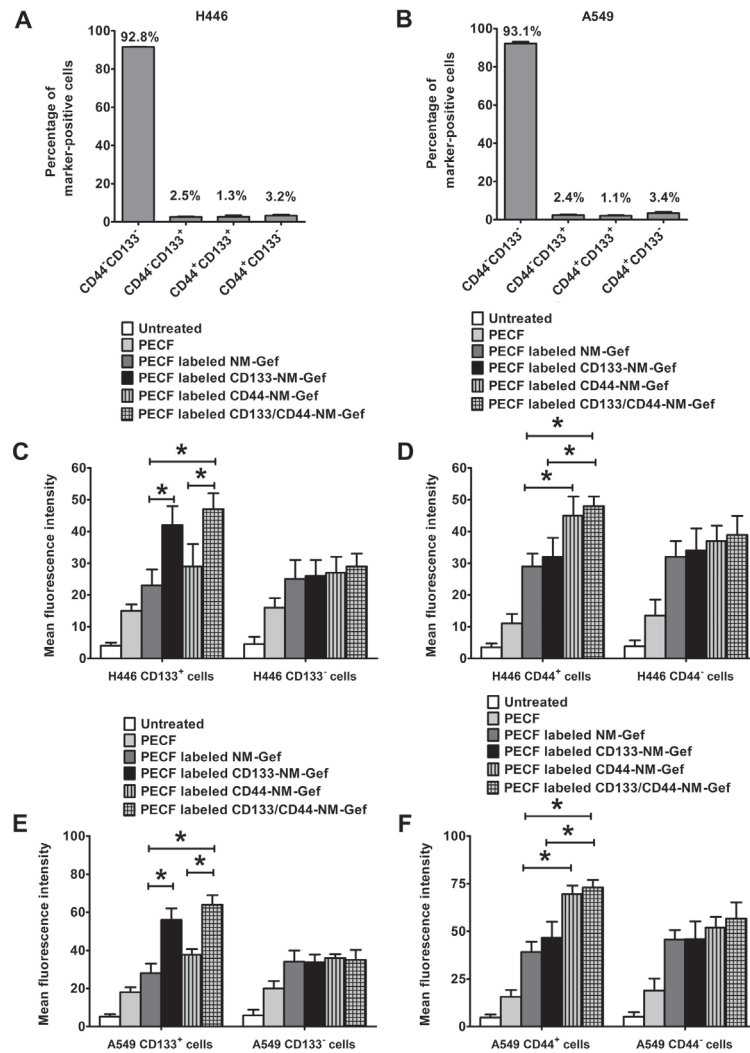 A
H446
Percentage of
marker-positive cells
100
80
60
40
20
0
92.8%
2.5%
1.3%
3.2%
CD44⁻CD133⁻
CD44⁻CD133⁺
CD44⁺CD133⁺
CD44⁺CD133⁻
B
A549
Percentage of
marker-positive cells
100
80
60
40
20
0
93.1%
2.4%
1.1%
3.4%
CD44⁻CD133⁻
CD44⁻CD133⁺
CD44⁺CD133⁺
CD44⁺CD133⁻
Untreated
PECF
PECF labeled NM-Gef
PECF labeled CD133-NM-Gef
PECF labeled CD44-NM-Gef
PECF labeled CD133/CD44-NM-Gef
Untreated
PECF
PECF labeled NM-Gef
PECF labeled CD133-NM-Gef
PECF labeled CD44-NM-Gef
PECF labeled CD133/CD44-NM-Gef
C
Mean fluorescence intensity
60
50
40
30
20
10
0
*
*
*
H446 CD133⁺ cells
H446 CD133⁻ cells
D
Mean fluorescence intensity
60
50
40
30
20
10
0
*
*
*
H446 CD44⁺ cells
H446 CD44⁻ cells
Untreated
PECF
PECF labeled NM-Gef
PECF labeled CD133-NM-Gef
PECF labeled CD44-NM-Gef
PECF labeled CD133/CD44-NM-Gef
Untreated
PECF
PECF labeled NM-Gef
PECF labeled CD133-NM-Gef
PECF labeled CD44-NM-Gef
PECF labeled CD133/CD44-NM-Gef
E
Mean fluorescence intensity
100
80
60
40
20
0
*
*
*
A549 CD133⁺ cells
A549 CD133⁻ cells
F
Mean fluorescence intensity
100
75
50
25
0
*
*
*
A549 CD44⁺ cells
A549 CD44⁻ cells